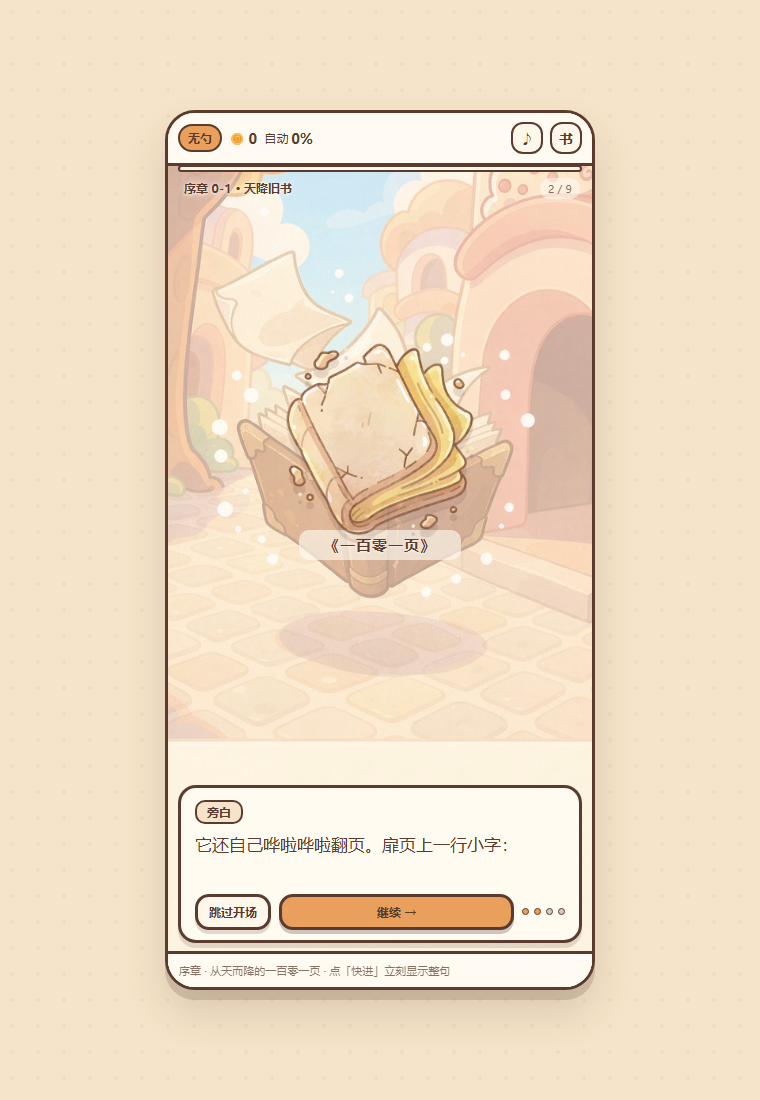 无勺 0 自动 0% ♪ 书
序章 0-1 • 天降旧书 2 / 9
《一百零一页》
旁白
它还自己哗啦哗啦翻页。扉页上一行小字：
跳过开场 继续 →
序章 · 从天而降的一百零一页 · 点「快进」立刻显示整句